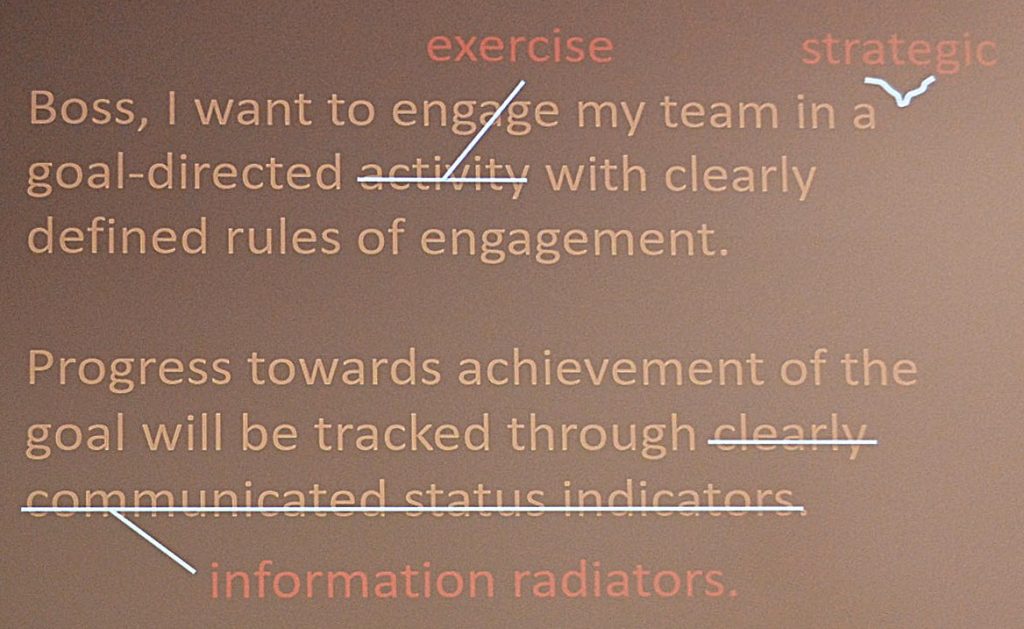 exercise strategic
Boss, I want to engage my team in a
goal-directed activity with clearly
defined rules of engagement.
Progress towards achievement of the
goal will be tracked through clearly
communicated status indicators.
information radiators.